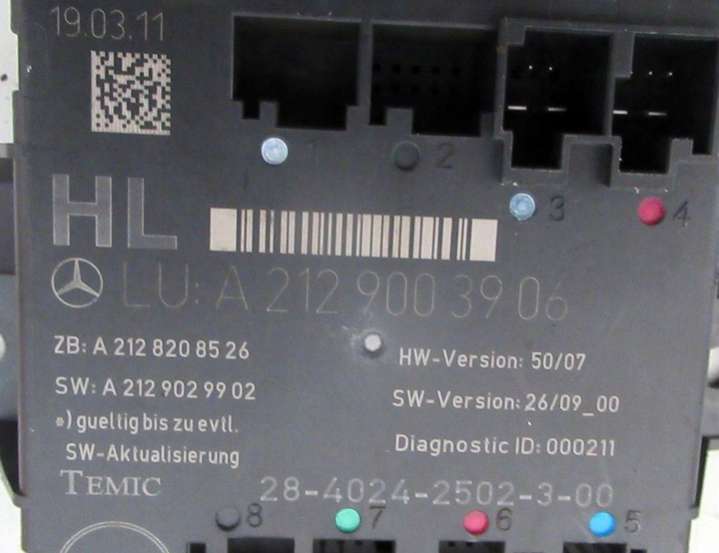 19.03.11
1 2 3 4
HL
LU: A 212 900 39 06
ZB: A 212 820 85 26
HW-Version: 50/07
SW: A 212 902 99 02
SW-Version: 26/09_00
*) gueltig bis zu evtl.
SW-Aktualisierung
Diagnostic ID: 000211
TEMIC
28-4024-2502-3-00
8 7 6 5